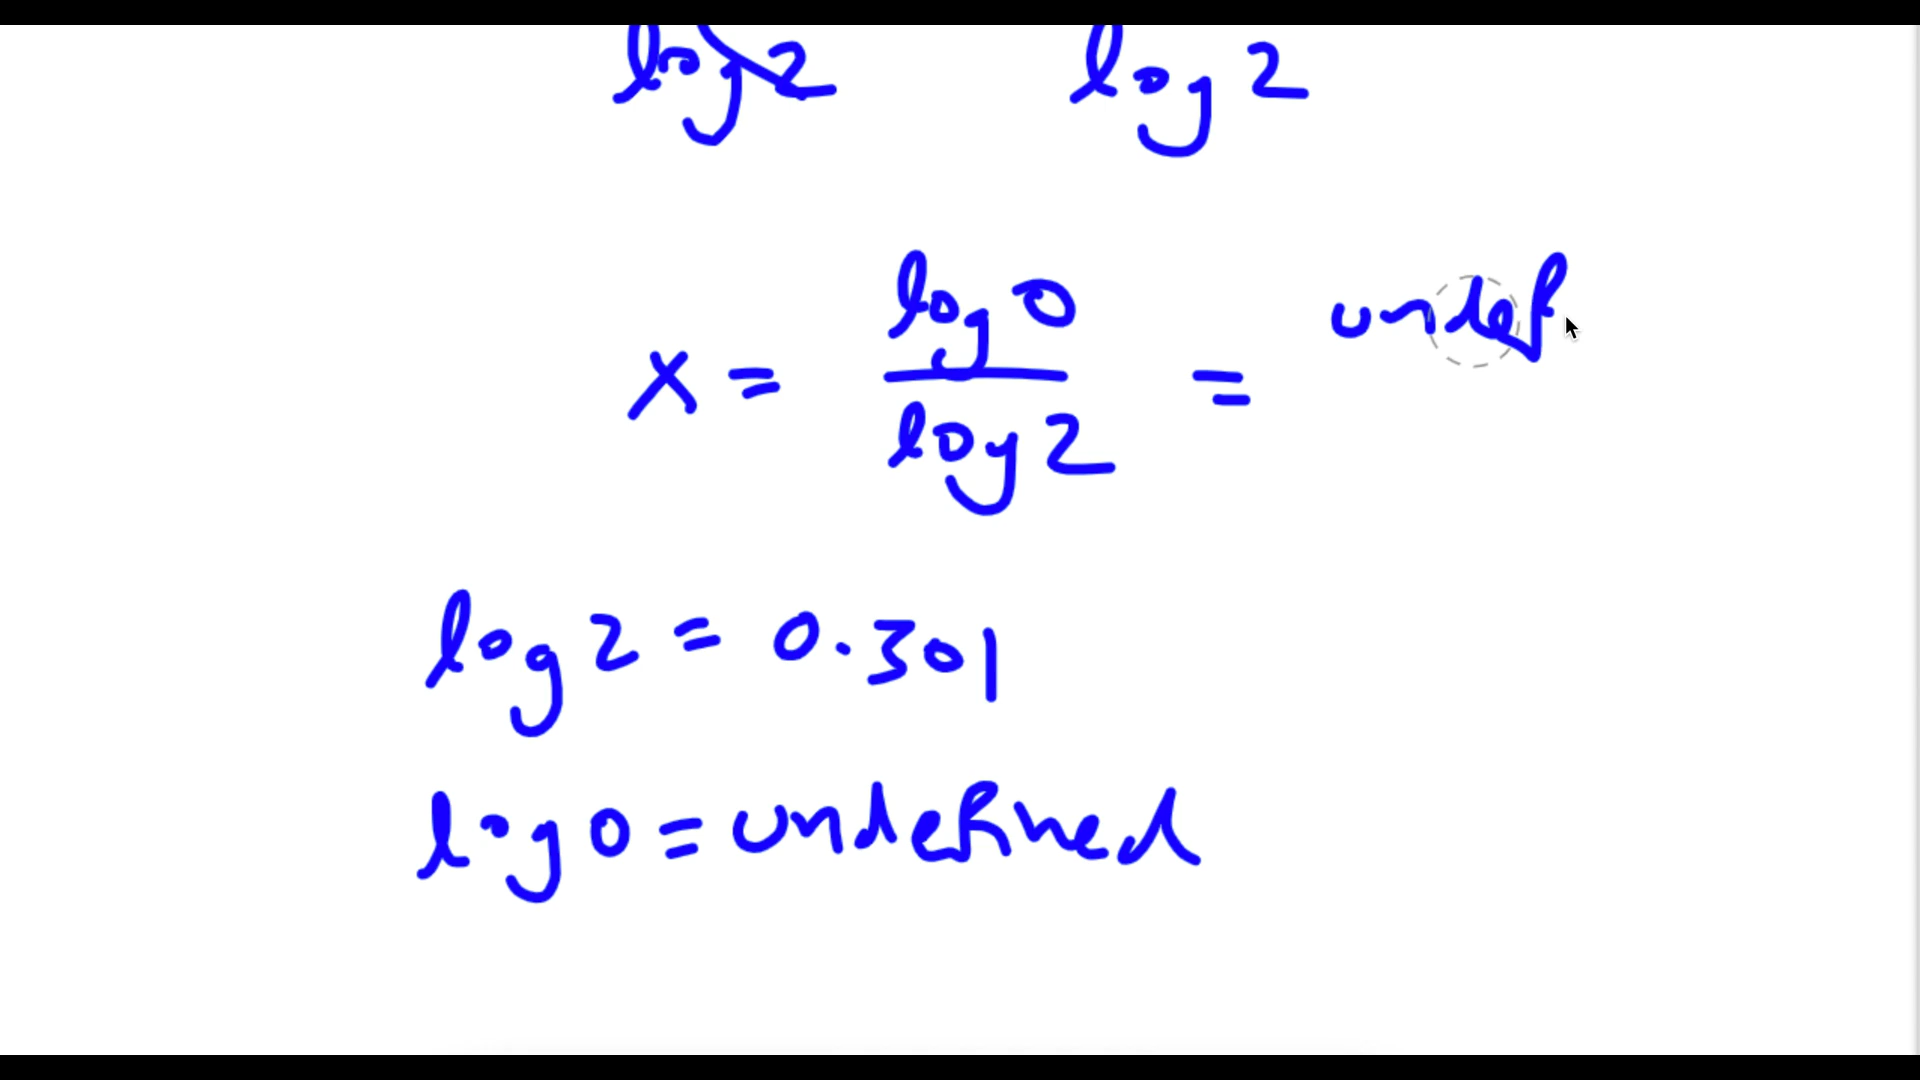 log 2 log 2
x = log 0 / log 2 = undef
log 2 = 0.301
log 0 = undefined